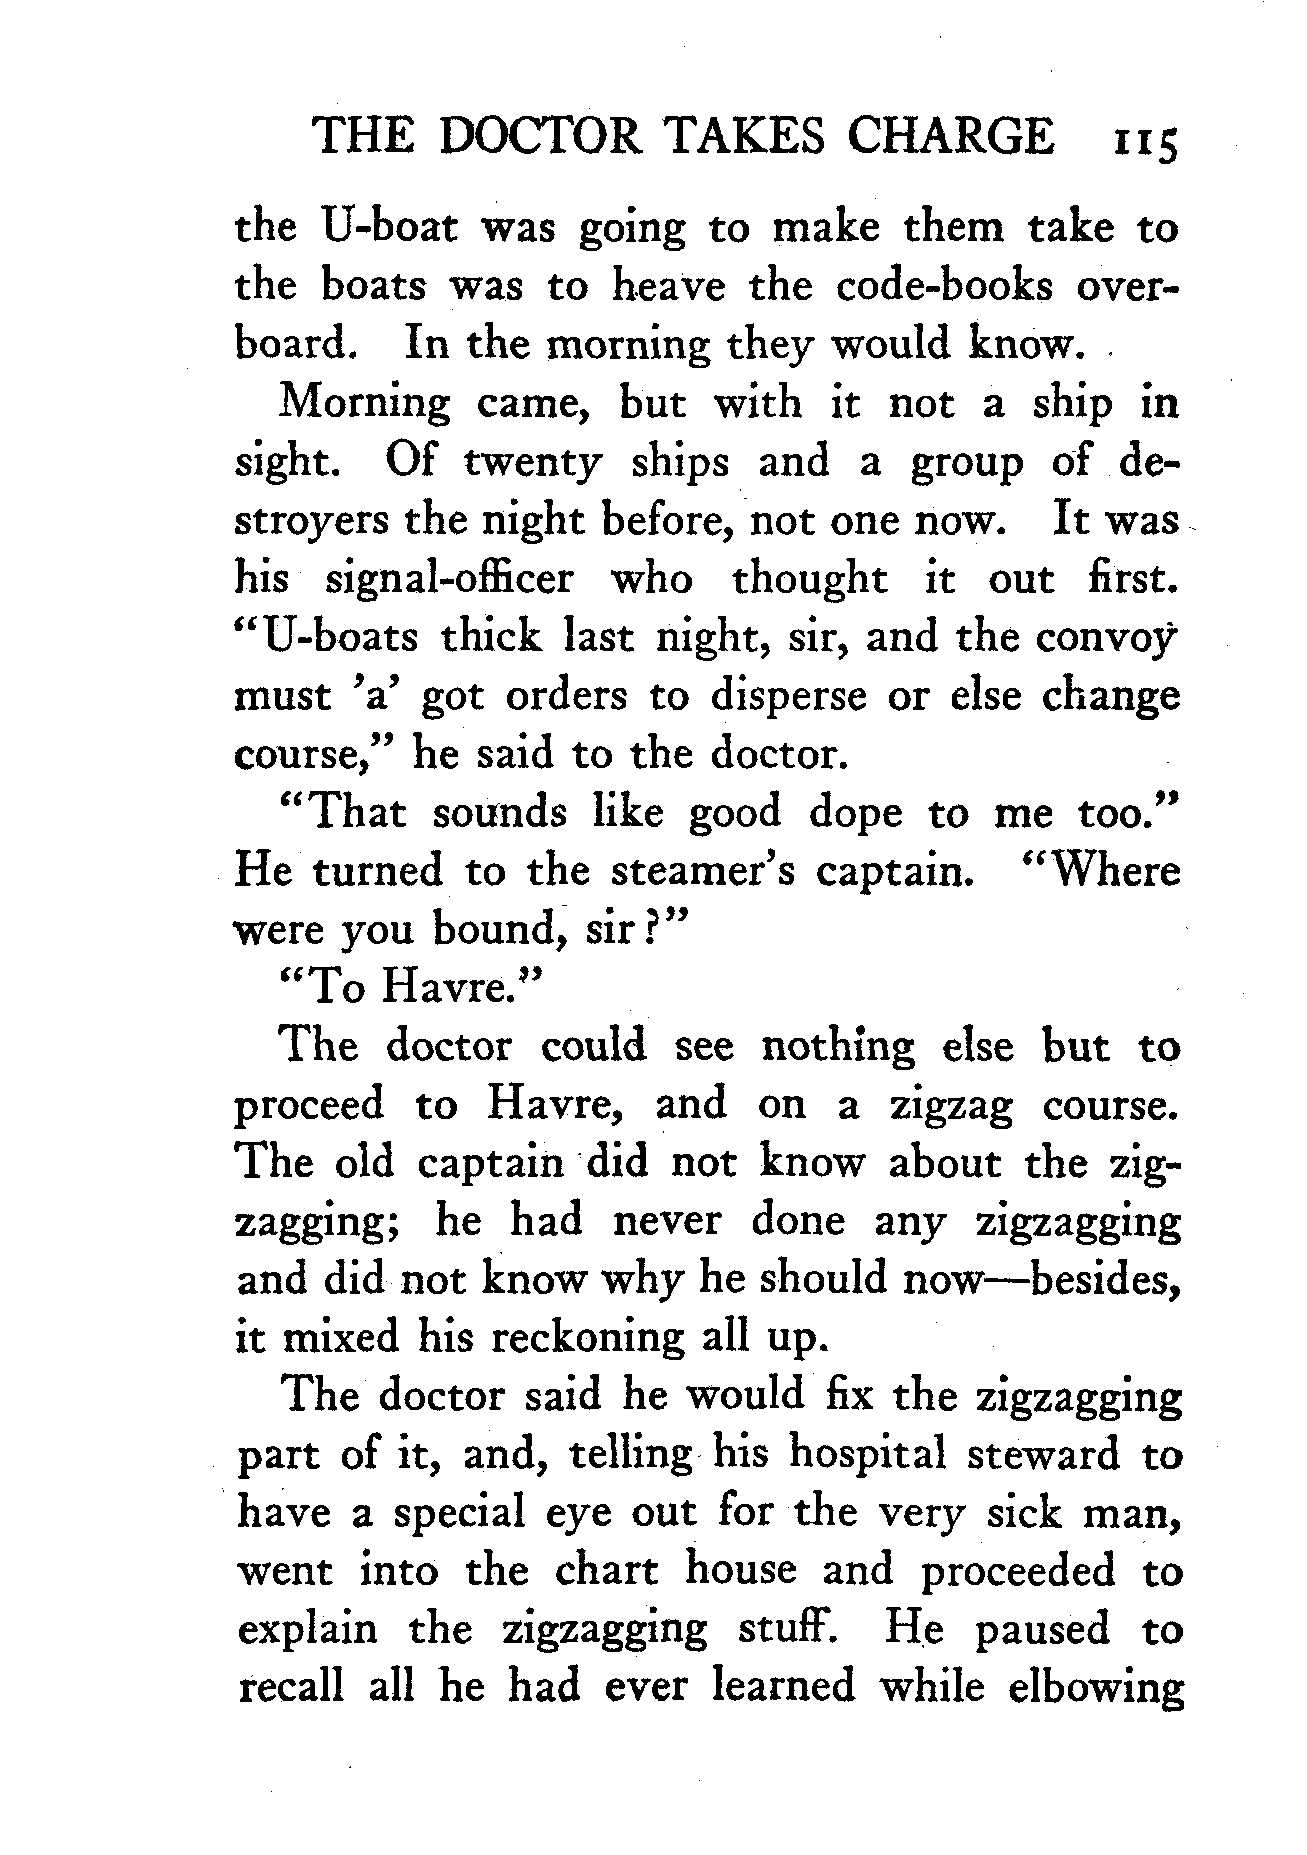 THE DOCTOR TAKES CHARGE 115
the U-boat was going to make them take to
the boats was to heave the code-books over-
board. In the morning they would know.
Morning came, but with it not a ship in
sight. Of twenty ships and a group of de-
stroyers the night before, not one now. It was
his signal-officer who thought it out first.
“U-boats thick last night, sir, and the convoy
must ’a’ got orders to disperse or else change
course,” he said to the doctor.
“That sounds like good dope to me too.”
He turned to the steamer’s captain. “Where
were you bound, sir?”
“To Havre.”
The doctor could see nothing else but to
proceed to Havre, and on a zigzag course.
The old captain did not know about the zig-
zagging; he had never done any zigzagging
and did not know why he should now—besides,
it mixed his reckoning all up.
The doctor said he would fix the zigzagging
part of it, and, telling his hospital steward to
have a special eye out for the very sick man,
went into the chart house and proceeded to
explain the zigzagging stuff. He paused to
recall all he had ever learned while elbowing